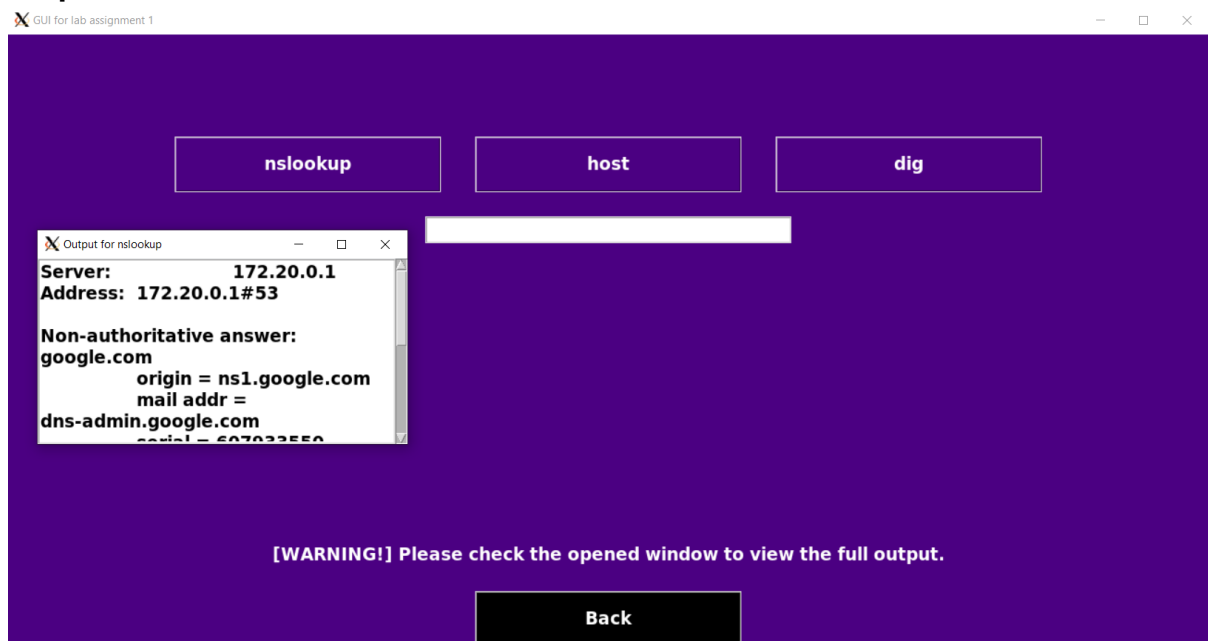 GUI for lab assignment 1
nslookup host dig
Output for nslookup
Server: 172.20.0.1
Address: 172.20.0.1#53
Non-authoritative answer:
google.com
origin = ns1.google.com
mail addr =
dns-admin.google.com
serial = 607933550
[WARNING!] Please check the opened window to view the full output.
Back